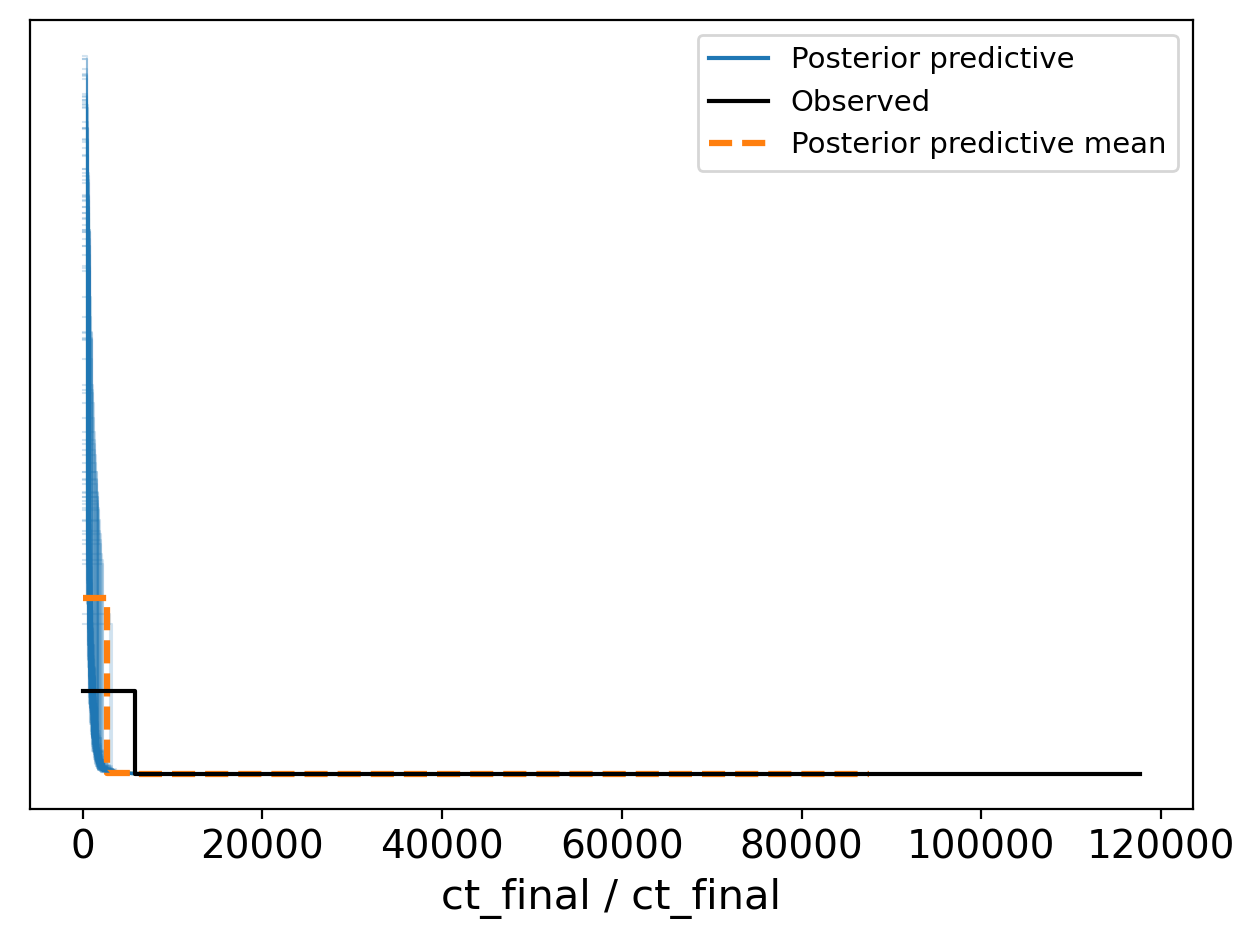 Posterior predictive
Observed
Posterior predictive mean
0 20000 40000 60000 80000 100000 120000
ct_final / ct_final